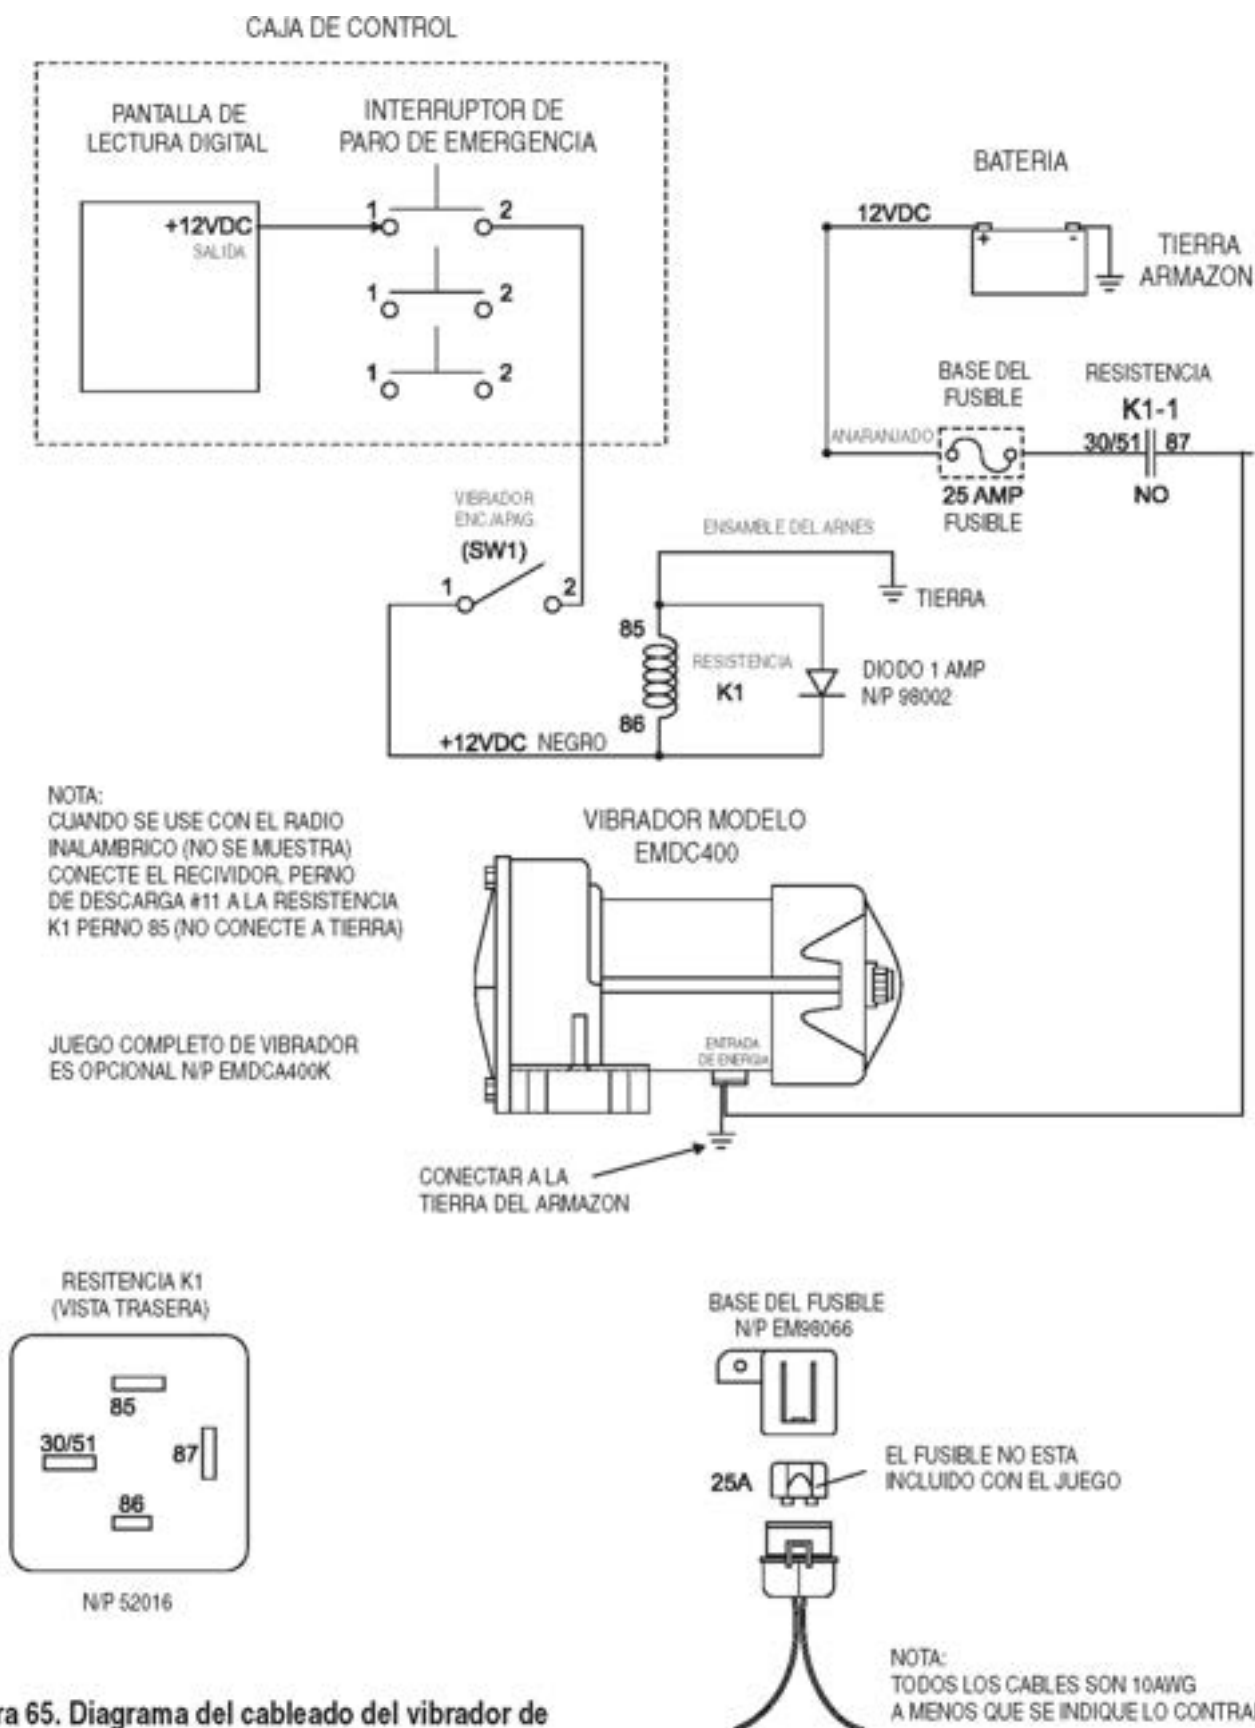 CAJA DE CONTROL
PANTALLA DE
LECTURA DIGITAL
INTERRUPTOR DE
PARO DE EMERGENCIA
+12VDC
SALIDA
1
2
1
2
1
2
BATERIA
12VDC
+
-
TIERRA
ARMAZON
BASE DEL
FUSIBLE
RESISTENCIA
K1-1
ANARANJADO
30/51
87
25 AMP
FUSIBLE
NO
VIBRADOR
ENC./APAG.
(SW1)
1
2
ENSAMBLE DEL ARNES
TIERRA
85
RESISTENCIA
K1
86
DIODO 1 AMP
N/P 98002
+12VDC NEGRO
NOTA:
CUANDO SE USE CON EL RADIO
INALAMBRICO (NO SE MUESTRA)
CONECTE EL RECIVIDOR, PERNO
DE DESCARGA #11 A LA RESISTENCIA
K1 PERNO 85 (NO CONECTE A TIERRA)
VIBRADOR MODELO
EMDC400
JUEGO COMPLETO DE VIBRADOR
ES OPCIONAL N/P EMDCA400K
ENTRADA
DE ENERGIA
CONECTAR A LA
TIERRA DEL ARMAZON
RESITENCIA K1
(VISTA TRASERA)
85
30/51
87
86
N/P 52016
BASE DEL FUSIBLE
N/P EM98066
25A
EL FUSIBLE NO ESTA
INCLUIDO CON EL JUEGO
NOTA:
TODOS LOS CABLES SON 10AWG
A MENOS QUE SE INDIQUE LO CONTRA
ra 65. Diagrama del cableado del vibrador de